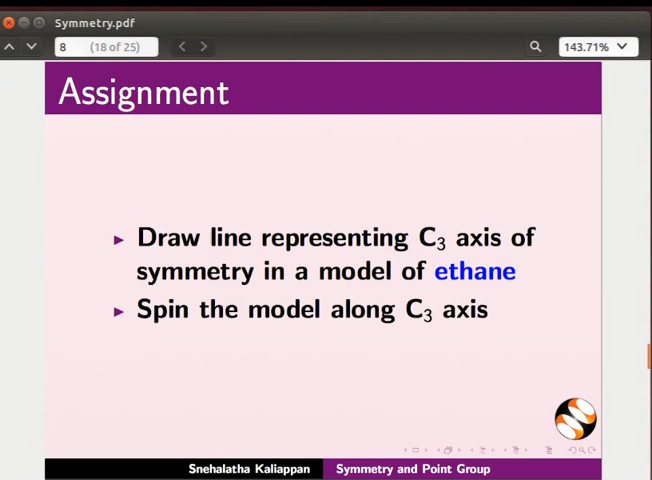 Symmetry.pdf
8 (18 of 25) 143.71%
Assignment
Draw line representing C₃ axis of
symmetry in a model of ethane
Spin the model along C₃ axis
Snehalatha Kaliappan Symmetry and Point Group